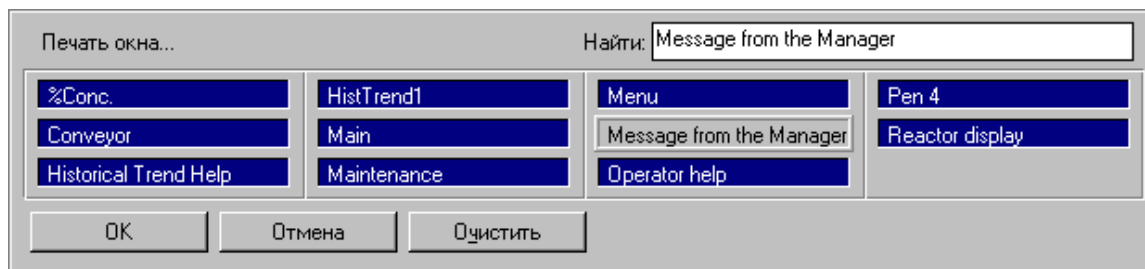 Печать окна...
Найти: Message from the Manager
%Conc. HistTrend1 Menu Pen 4
Conveyor Main Message from the Manager Reactor display
Historical Trend Help Maintenance Operator help
OK Отмена Очистить